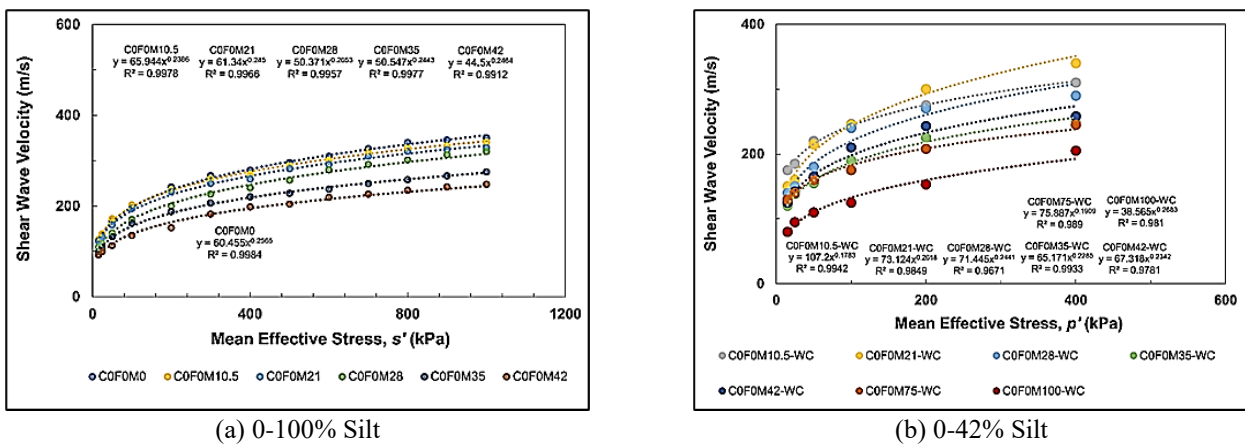 600
400
200
0
Shear Wave Velocity (m/s)
C0F0M10.5 C0F0M21 C0F0M28 C0F0M35 C0F0M42
y = 65.944x^0.2386 y = 61.34x^0.245 y = 50.371x^0.2653 y = 50.547x^0.2443 y = 44.5x^0.2464
R² = 0.9978 R² = 0.9966 R² = 0.9957 R² = 0.9977 R² = 0.9912
C0F0M0
y = 60.455x^0.2565
R² = 0.9984
0 400 800 1200
Mean Effective Stress, s' (kPa)
C0F0M0 C0F0M10.5 C0F0M21 C0F0M28 C0F0M35 C0F0M42
(a) 0-100% Silt
400
200
0
Shear Wave Velocity (m/s)
C0F0M75-WC C0F0M100-WC
y = 75.887x^0.1909 y = 38.565x^0.2683
R² = 0.989 R² = 0.981
C0F0M10.5-WC C0F0M21-WC C0F0M28-WC C0F0M35-WC C0F0M42-WC
y = 107.2x^0.1783 y = 73.124x^0.2618 y = 71.445x^0.2441 y = 65.171x^0.2285 y = 67.318x^0.2342
R² = 0.9942 R² = 0.9849 R² = 0.9671 R² = 0.9933 R² = 0.9781
0 200 400 600
Mean Effective Stress, p' (kPa)
C0F0M10.5-WC C0F0M21-WC C0F0M28-WC C0F0M35-WC
C0F0M42-WC C0F0M75-WC C0F0M100-WC
(b) 0-42% Silt